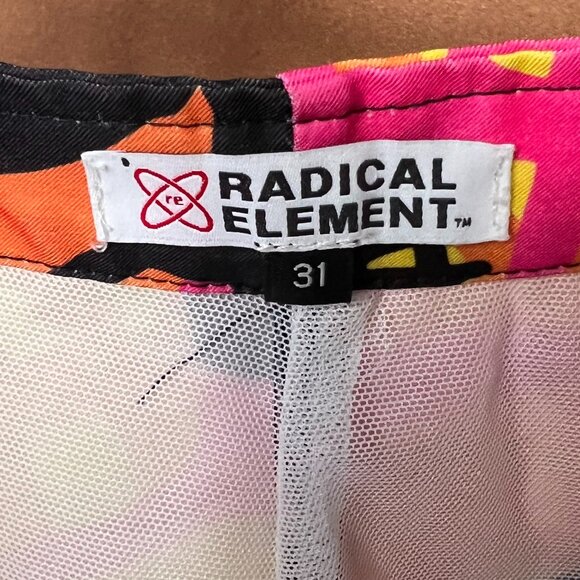 re
RADICAL
ELEMENT™
31